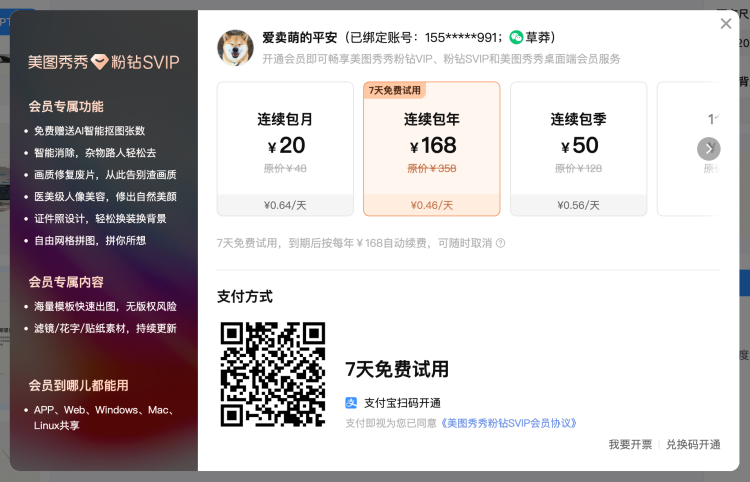 美图秀秀 粉钻SVIP
会员专属功能
免费赠送AI智能抠图张数
智能消除，杂物路人轻松去
画质修复废片，从此告别渣画质
医美级人像美容，修出自然美颜
证件照设计，轻松换装换背景
自由网格拼图，拼你所想
会员专属内容
海量模板快速出图，无版权风险
滤镜/花字/贴纸素材，持续更新
会员到哪儿都能用
APP、Web、Windows、Mac、
Linux共享
爱卖萌的平安（已绑定账号：155*****991；草莽）
开通会员即可畅享美图秀秀粉钻VIP、粉钻SVIP和美图秀秀桌面端会员服务
连续包月
¥20
原价¥48
¥0.64/天
7天免费试用
连续包年
¥168
原价¥358
¥0.46/天
连续包季
¥50
原价¥128
¥0.56/天
7天免费试用，到期后按每年¥168自动续费，可随时取消
支付方式
7天免费试用
支 支付宝扫码开通
支付即视为您已同意《美图秀秀粉钻SVIP会员协议》
我要开票 兑换码开通